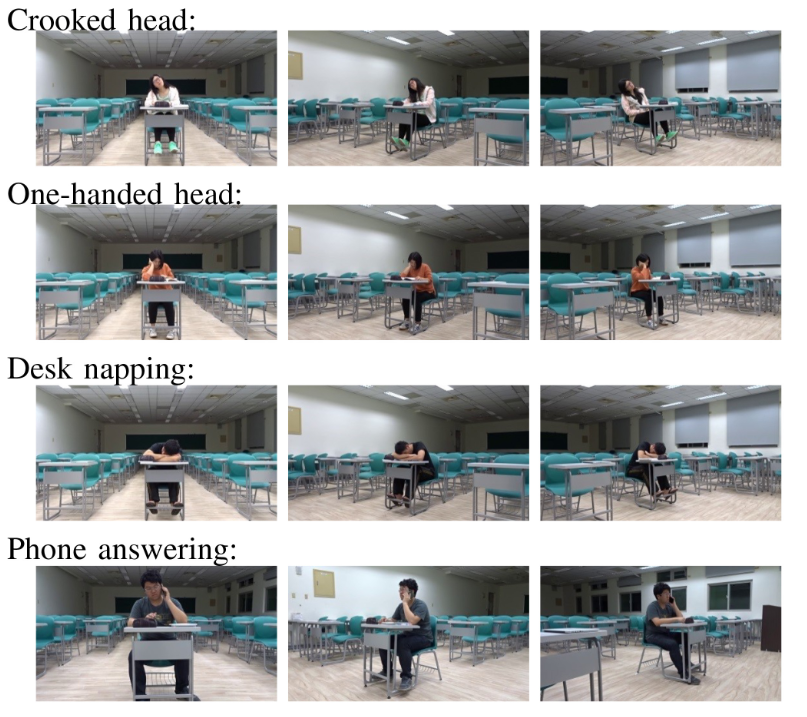 Crooked head:
One-handed head:
Desk napping:
Phone answering: